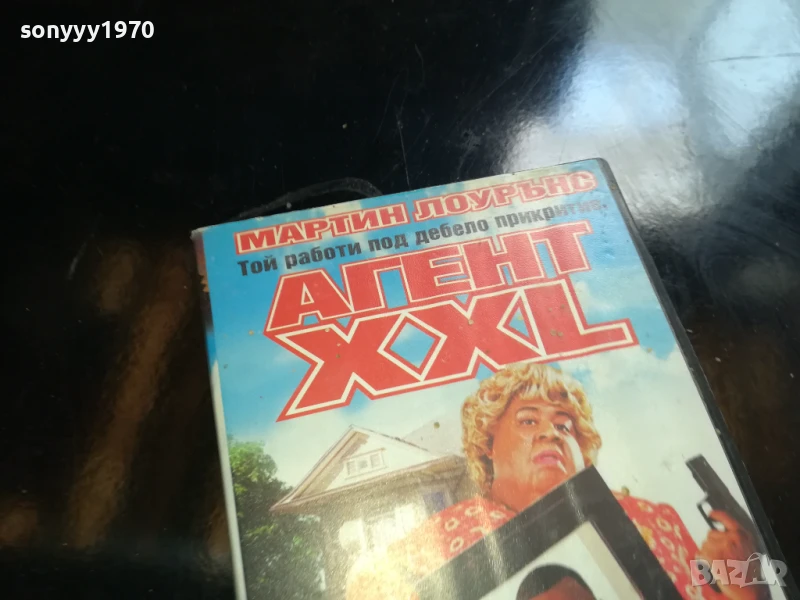 sonyyy1970
МАРТИН ЛОУРЪНС
Той работи под дебело прикритие.
АГЕНТ
XXL
BAZAR